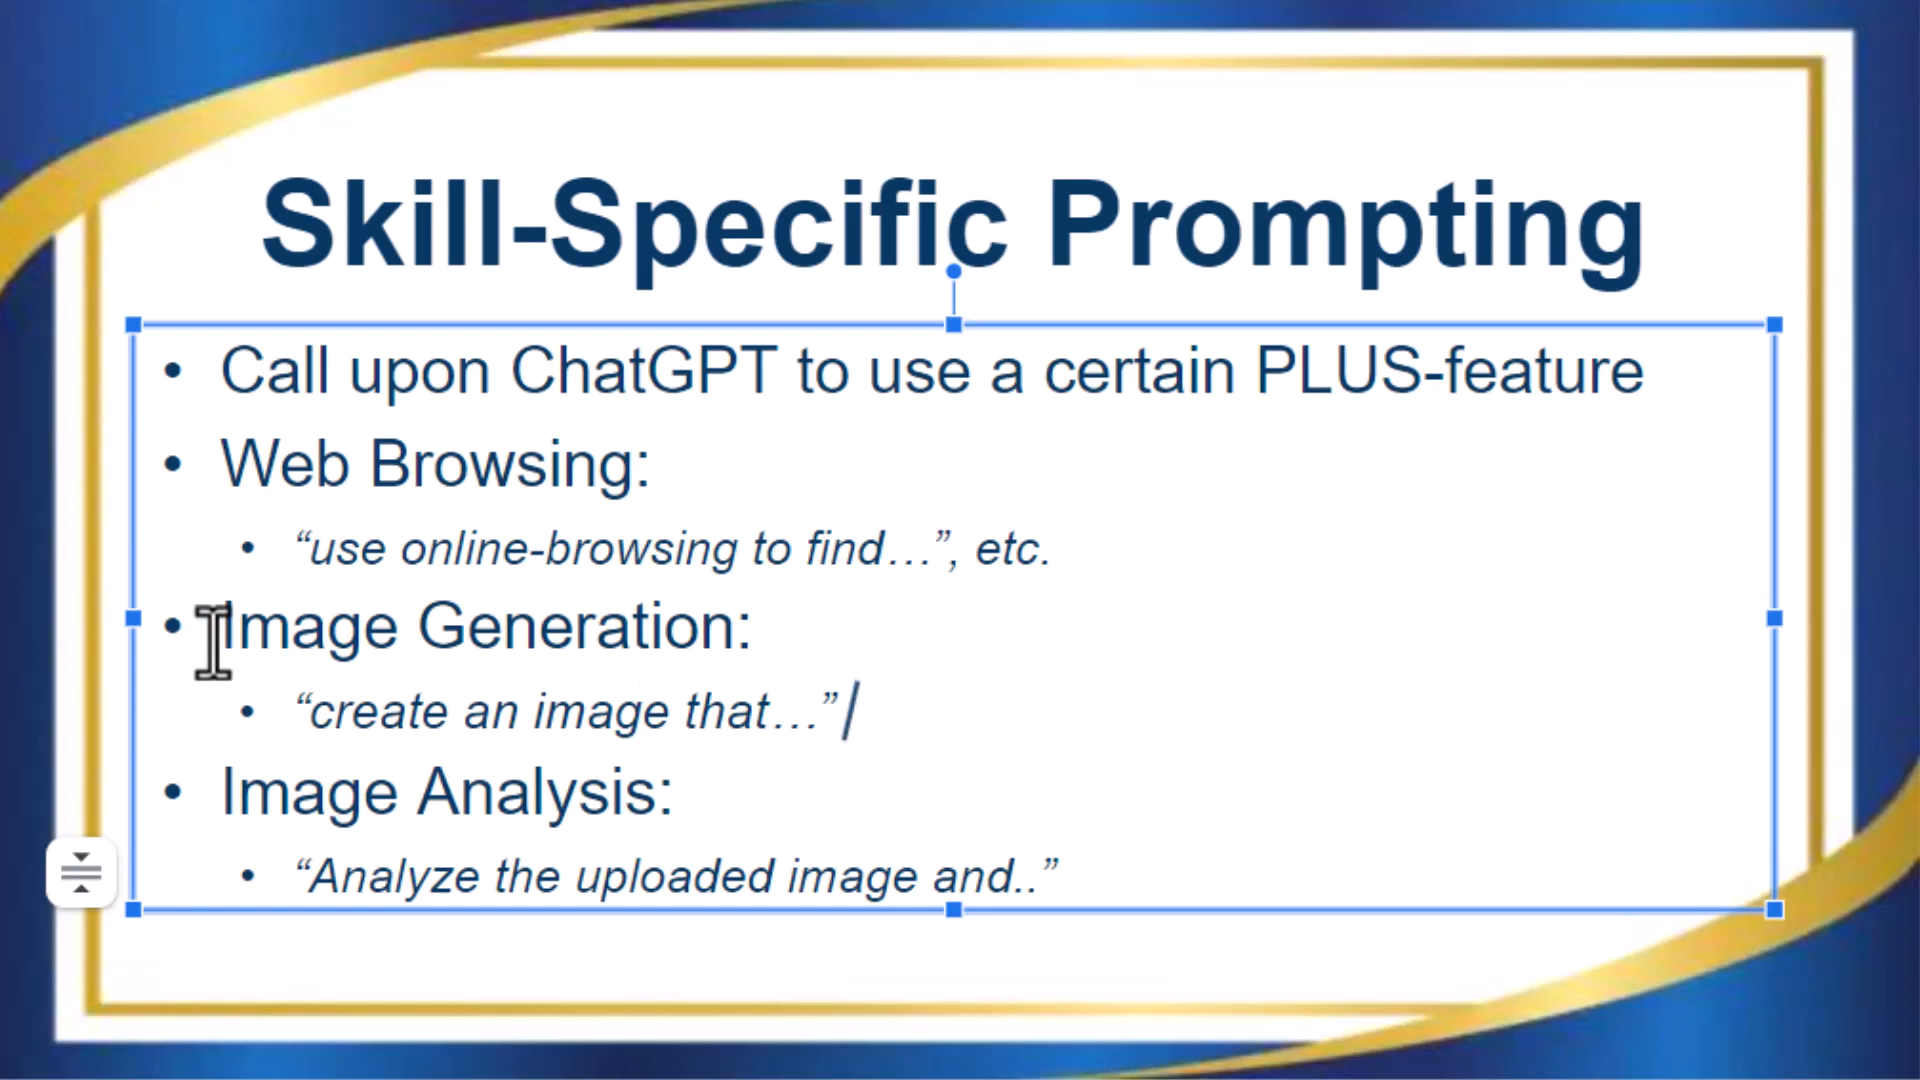 Skill-Specific Prompting
• Call upon ChatGPT to use a certain PLUS-feature
• Web Browsing:
• “use online-browsing to find…”, etc.
• Image Generation:
• “create an image that…”
• Image Analysis:
• “Analyze the uploaded image and..”